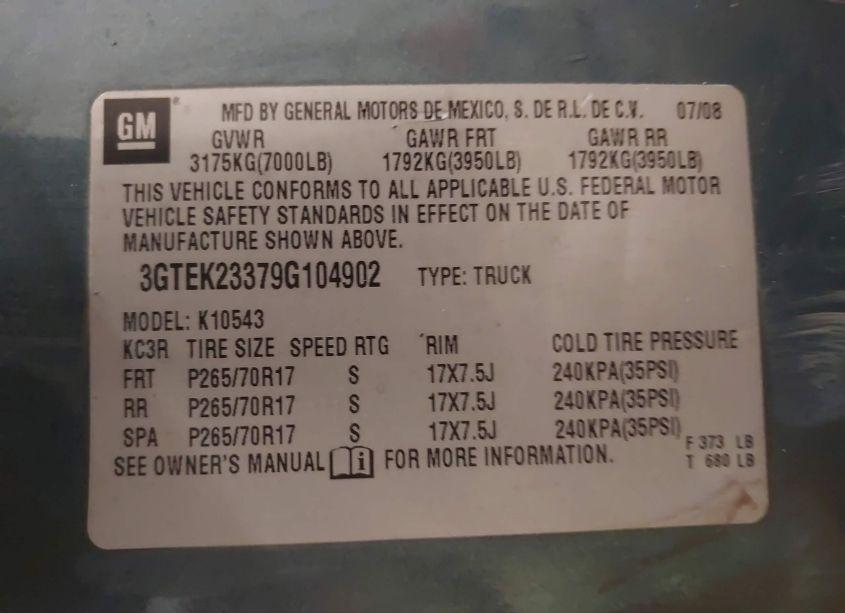 GM
MFD BY GENERAL MOTORS DE MEXICO, S. DE R.L. DE C.V. 07/08
GVWR GAWR FRT GAWR RR
3175KG(7000LB) 1792KG(3950LB) 1792KG(3950LB)
THIS VEHICLE CONFORMS TO ALL APPLICABLE U.S. FEDERAL MOTOR
VEHICLE SAFETY STANDARDS IN EFFECT ON THE DATE OF
MANUFACTURE SHOWN ABOVE.
3GTEK23379G104902 TYPE: TRUCK
MODEL: K10543
KC3R TIRE SIZE SPEED RTG RIM COLD TIRE PRESSURE
FRT P265/70R17 S 17X7.5J 240KPA(35PSI)
RR P265/70R17 S 17X7.5J 240KPA(35PSI)
SPA P265/70R17 S 17X7.5J 240KPA(35PSI)
F 373 LB
SEE OWNER'S MANUAL i FOR MORE INFORMATION. T 680 LB